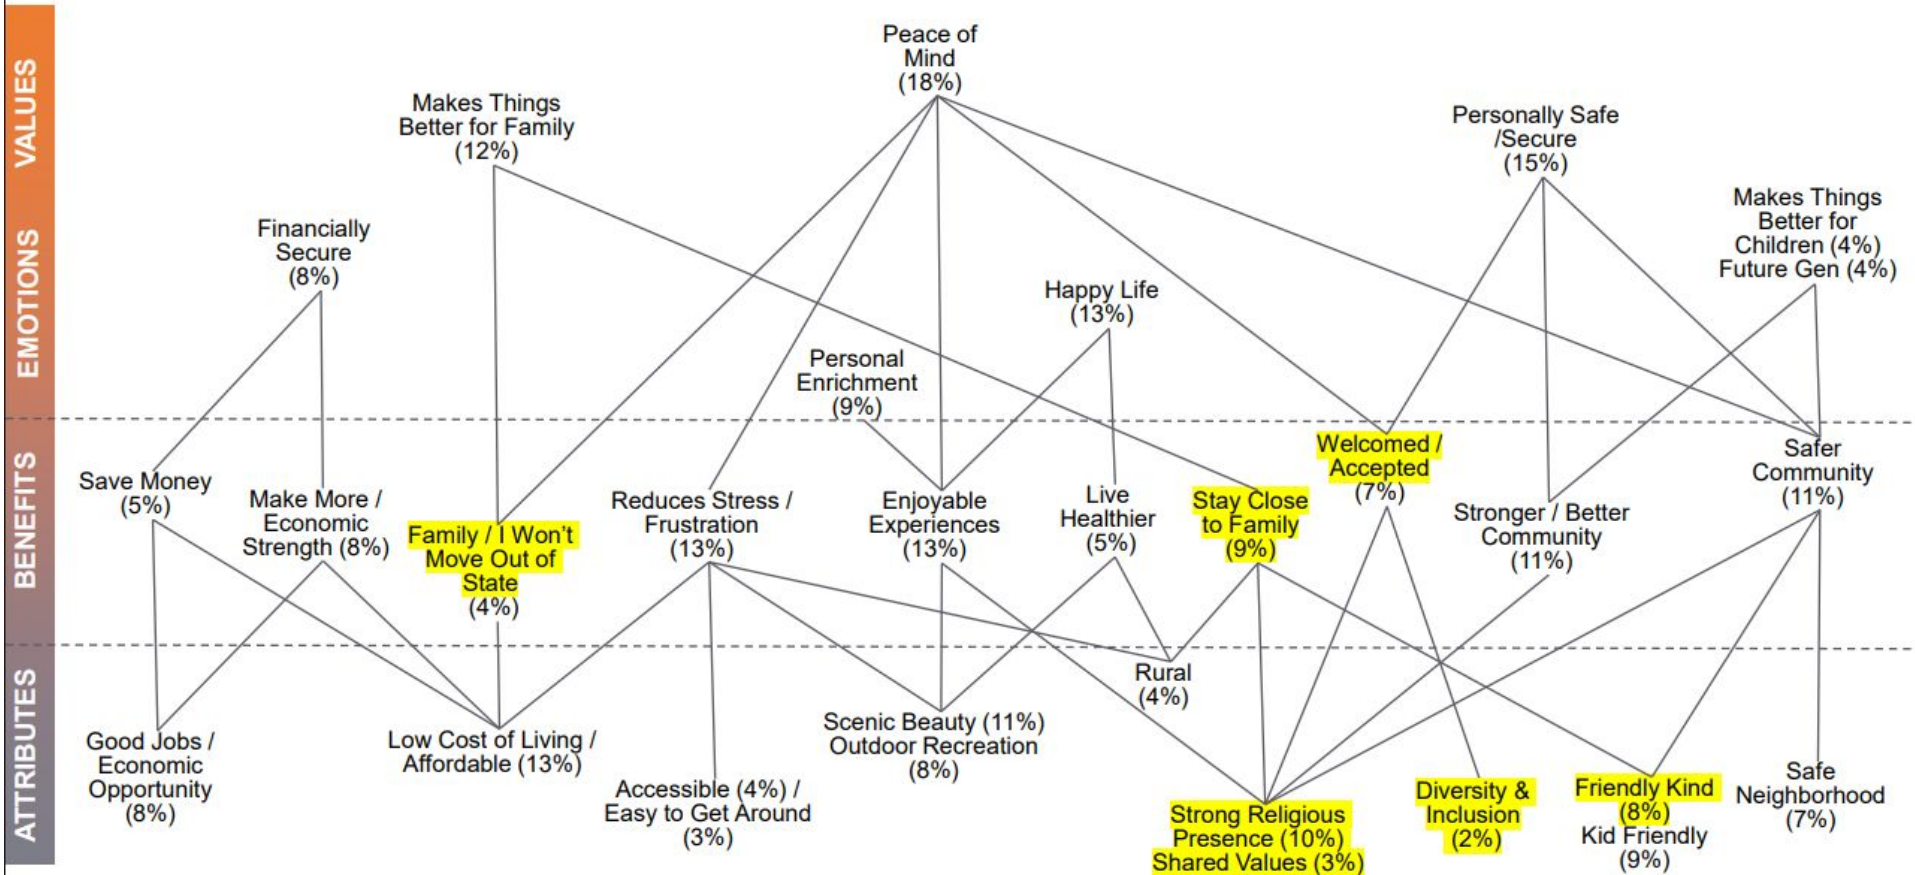 VALUES
EMOTIONS
BENEFITS
ATTRIBUTES
Peace of
Mind
(18%)
Makes Things
Better for Family
(12%)
Personally Safe
/Secure
(15%)
Makes Things
Better for
Children (4%)
Future Gen (4%)
Financially
Secure
(8%)
Happy Life
(13%)
Personal
Enrichment
(9%)
Save Money
(5%)
Make More /
Economic
Strength (8%)
Family / I Won't
Move Out of
State
(4%)
Reduces Stress /
Frustration
(13%)
Enjoyable
Experiences
(13%)
Live
Healthier
(5%)
Stay Close
to Family
(9%)
Welcomed /
Accepted
(7%)
Stronger / Better
Community
(11%)
Safer
Community
(11%)
Good Jobs /
Economic
Opportunity
(8%)
Low Cost of Living /
Affordable (13%)
Accessible (4%) /
Easy to Get Around
(3%)
Scenic Beauty (11%)
Outdoor Recreation
(8%)
Rural
(4%)
Strong Religious
Presence (10%)
Shared Values (3%)
Diversity &
Inclusion
(2%)
Friendly Kind
(8%)
Kid Friendly
(9%)
Safe
Neighborhood
(7%)